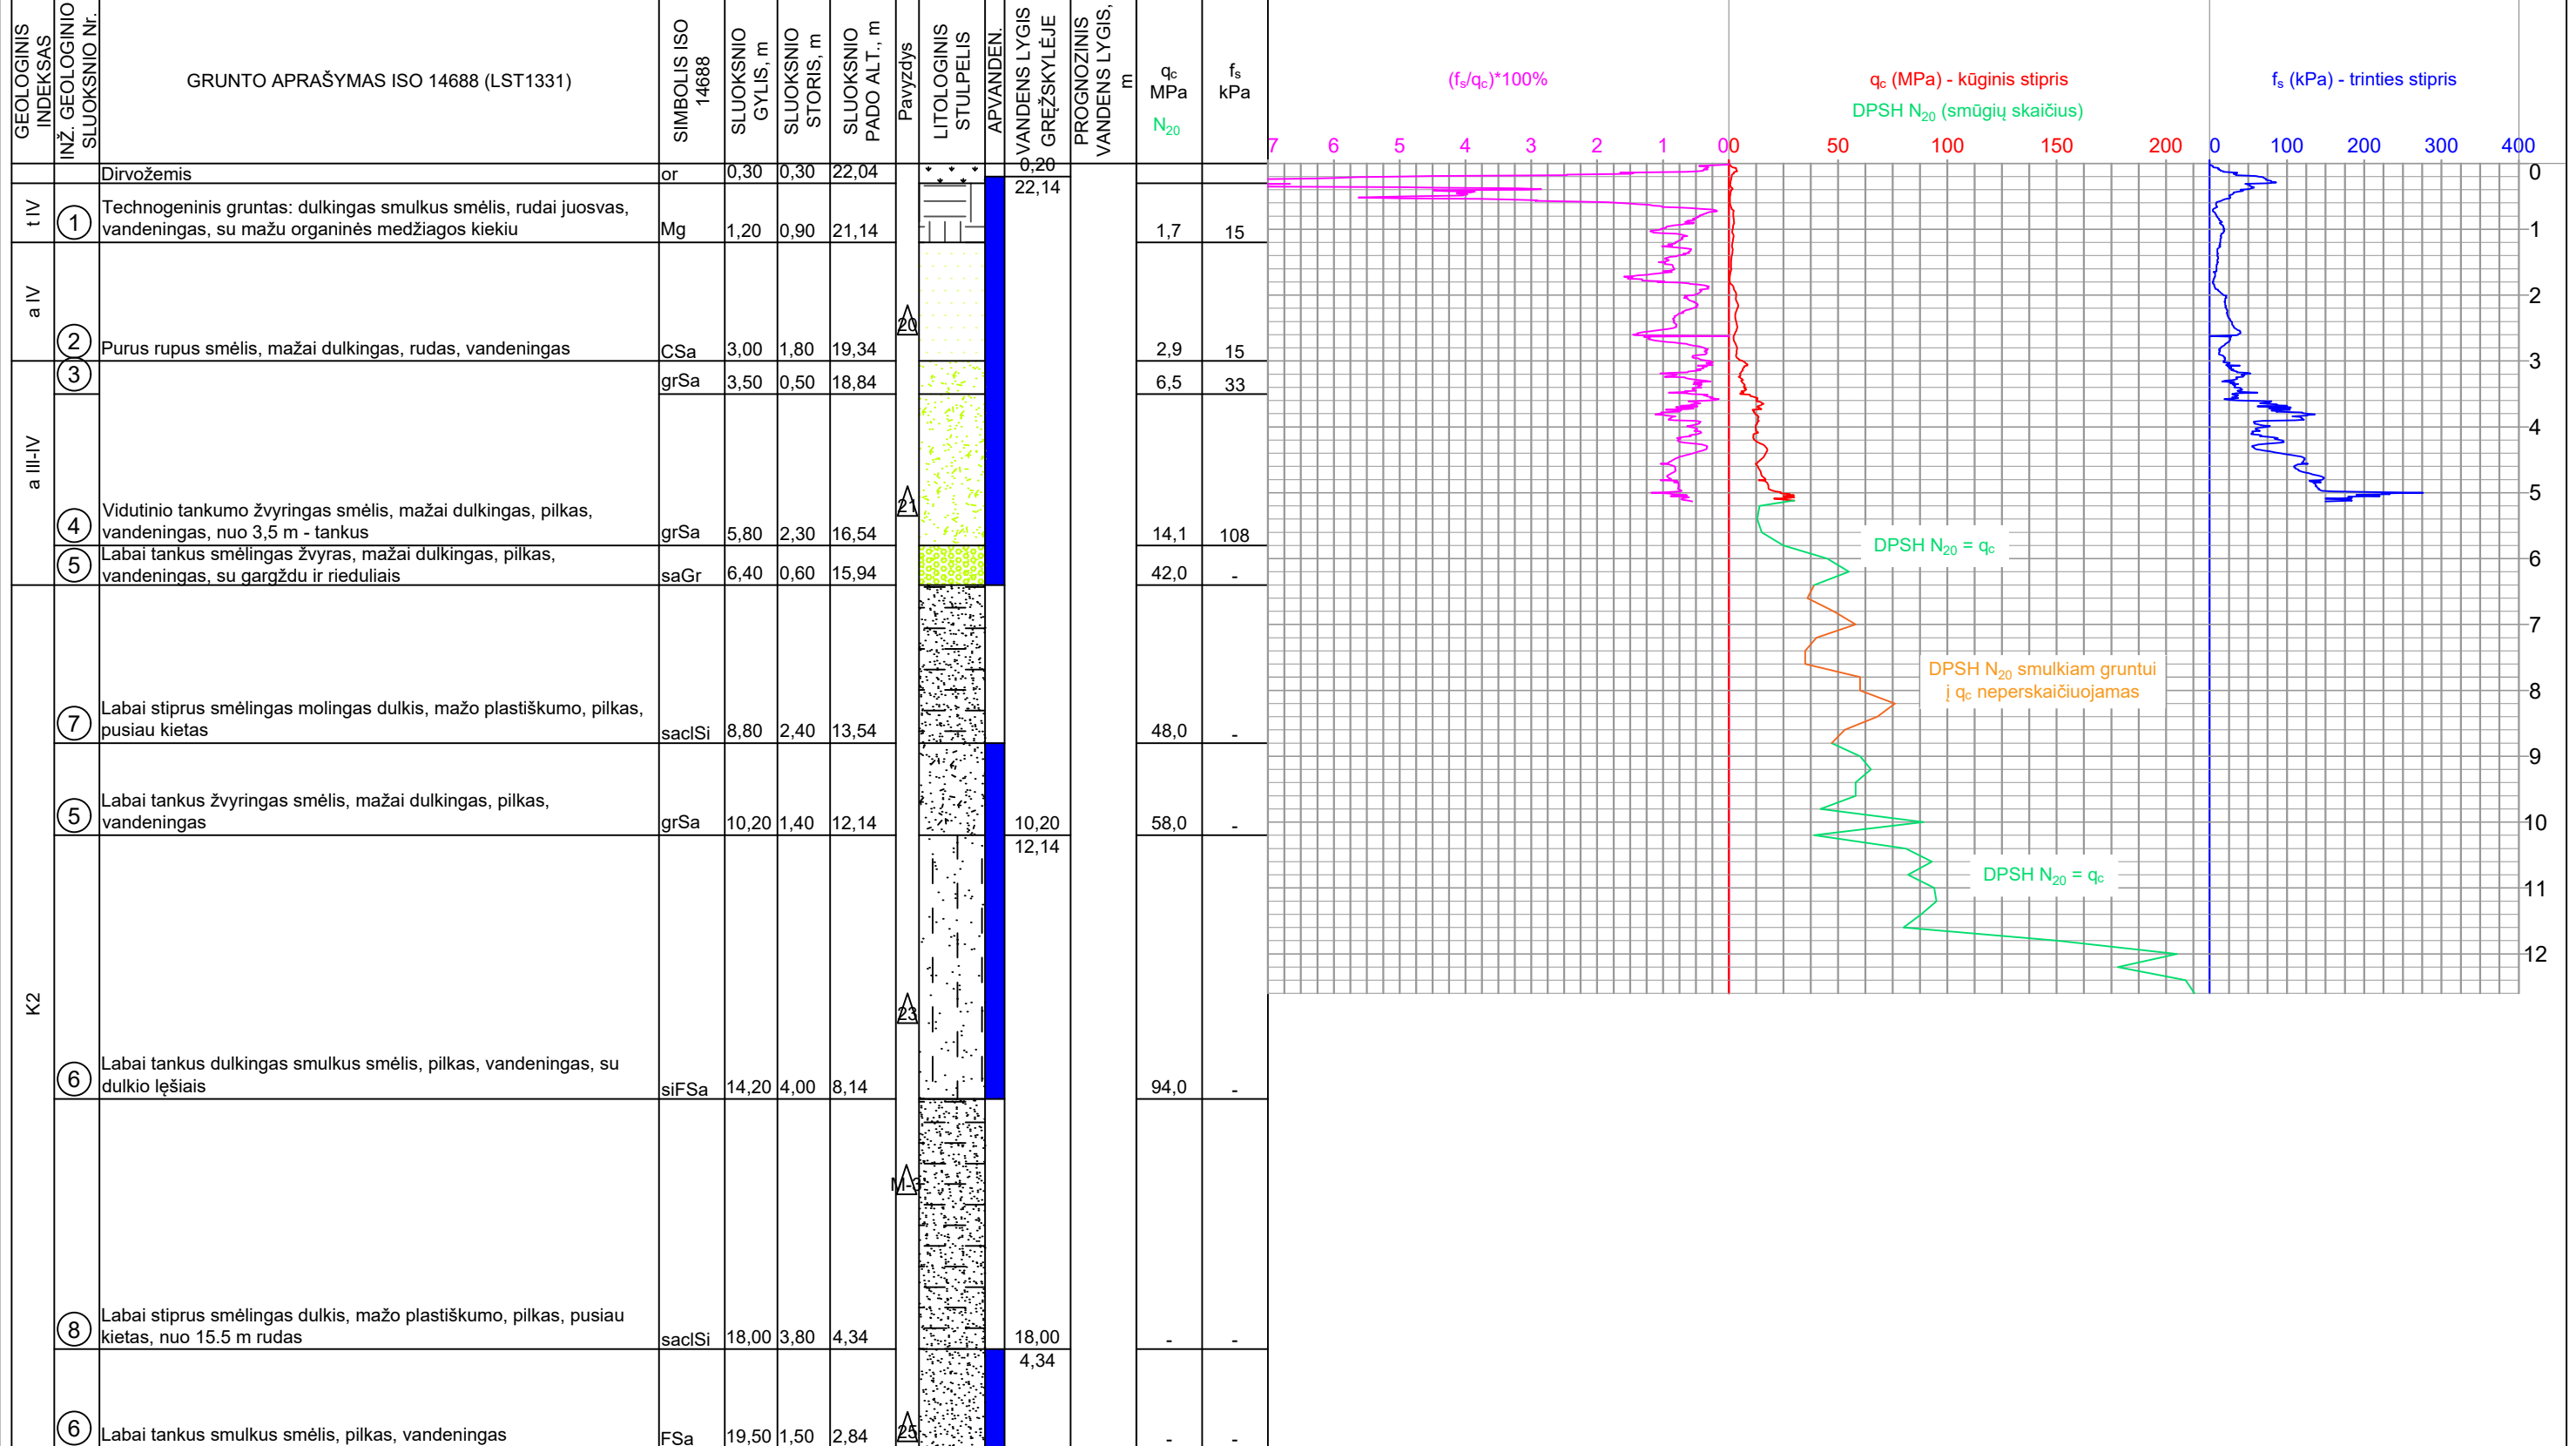 GEOLOGINIS
INDEKSAS
INŽ. GEOLOGINIO
SLUOKSNIO Nr.
GRUNTO APRAŠYMAS ISO 14688 (LST1331)
SIMBOLIS ISO
14688
SLUOKSNIO
GYLIS, m
SLUOKSNIO
STORIS, m
SLUOKSNIO
PADO ALT., m
Pavyzdys
LITOLOGINIS
STULPELIS
APVANDEN.
VANDENS LYGIS
GRĘŽSKYLĖJE
PROGNOZINIS
VANDENS LYGIS,
m
qc
MPa
N20
fs
kPa
(fs/qc)*100%
qc (MPa) - kūginis stipris
DPSH N20 (smūgių skaičius)
fs (kPa) - trinties stipris
7 6 5 4 3 2 1 0
0 50 100 150 200
0 100 200 300 400
Dirvožemis or 0,30 0,30 22,04
0,20
22,14
t IV
1
Technogeninis gruntas: dulkingas smulkus smėlis, rudai juosvas,
vandeningas, su mažu organinės medžiagos kiekiu Mg 1,20 0,90 21,14 1,7 15
a IV
20
2
Purus rupus smėlis, mažai dulkingas, rudas, vandeningas CSa 3,00 1,80 19,34 2,9 15
3
grSa 3,50 0,50 18,84 6,5 33
a III-IV
21
4
Vidutinio tankumo žvyringas smėlis, mažai dulkingas, pilkas,
vandeningas, nuo 3,5 m - tankus grSa 5,80 2,30 16,54 14,1 108
5
Labai tankus smėlingas žvyras, mažai dulkingas, pilkas,
vandeningas, su gargždu ir rieduliais saGr 6,40 0,60 15,94 42,0 -
7
Labai stiprus smėlingas molingas dulkis, mažo plastiškumo, pilkas,
pusiau kietas saclSi 8,80 2,40 13,54 48,0 -
5
Labai tankus žvyringas smėlis, mažai dulkingas, pilkas,
vandeningas grSa 10,20 1,40 12,14 10,20 58,0 -
12,14
K2
23
6
Labai tankus dulkingas smulkus smėlis, pilkas, vandeningas, su
dulkio lęšiais siFSa 14,20 4,00 8,14 94,0 -
M-3
8
Labai stiprus smėlingas dulkis, mažo plastiškumo, pilkas, pusiau
kietas, nuo 15.5 m rudas saclSi 18,00 3,80 4,34 18,00 - -
4,34
25
6
Labai tankus smulkus smėlis, pilkas, vandeningas FSa 19,50 1,50 2,84 - -
DPSH N20 = qc
DPSH N20 smulkiam gruntui
į qc neperskaičiuojamas
DPSH N20 = qc
0
1
2
3
4
5
6
7
8
9
10
11
12